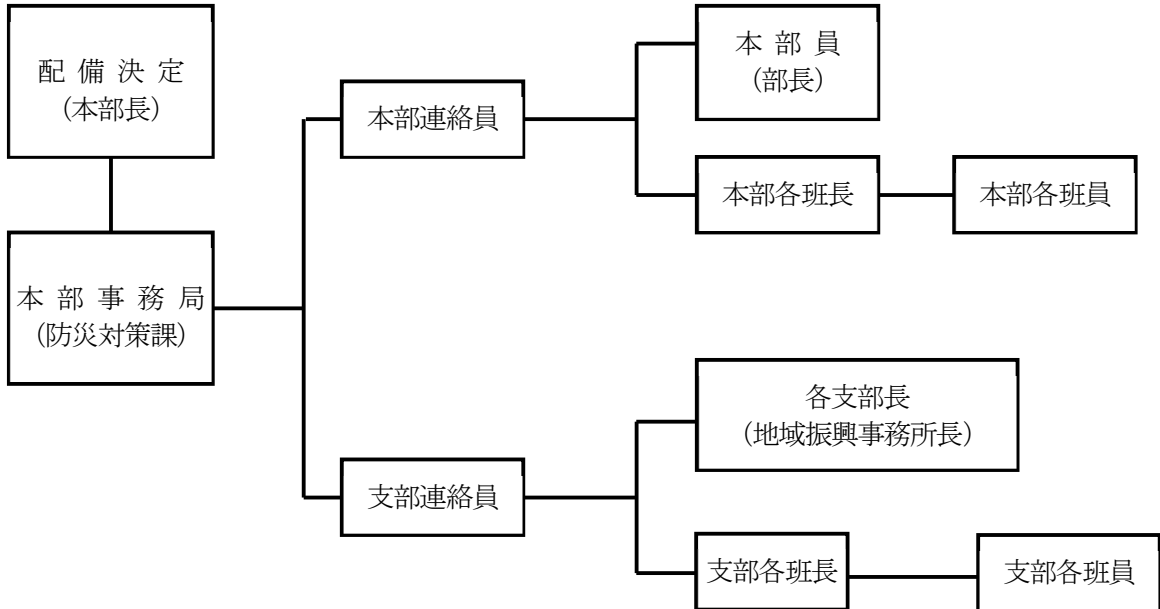 配 備 決 定
(本部長)
本 部 事 務 局
(防災対策課)
本部連絡員
本 部 員
(部長)
本部各班長
本部各班員
支部連絡員
各支部長
(地域振興事務所長)
支部各班長
支部各班員